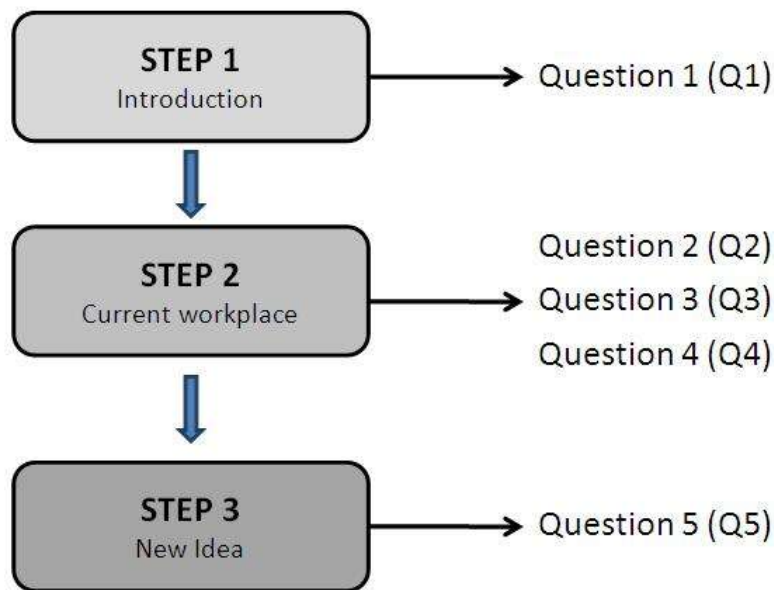 STEP 1
Introduction
Question 1 (Q1)
STEP 2
Current workplace
Question 2 (Q2)
Question 3 (Q3)
Question 4 (Q4)
STEP 3
New Idea
Question 5 (Q5)